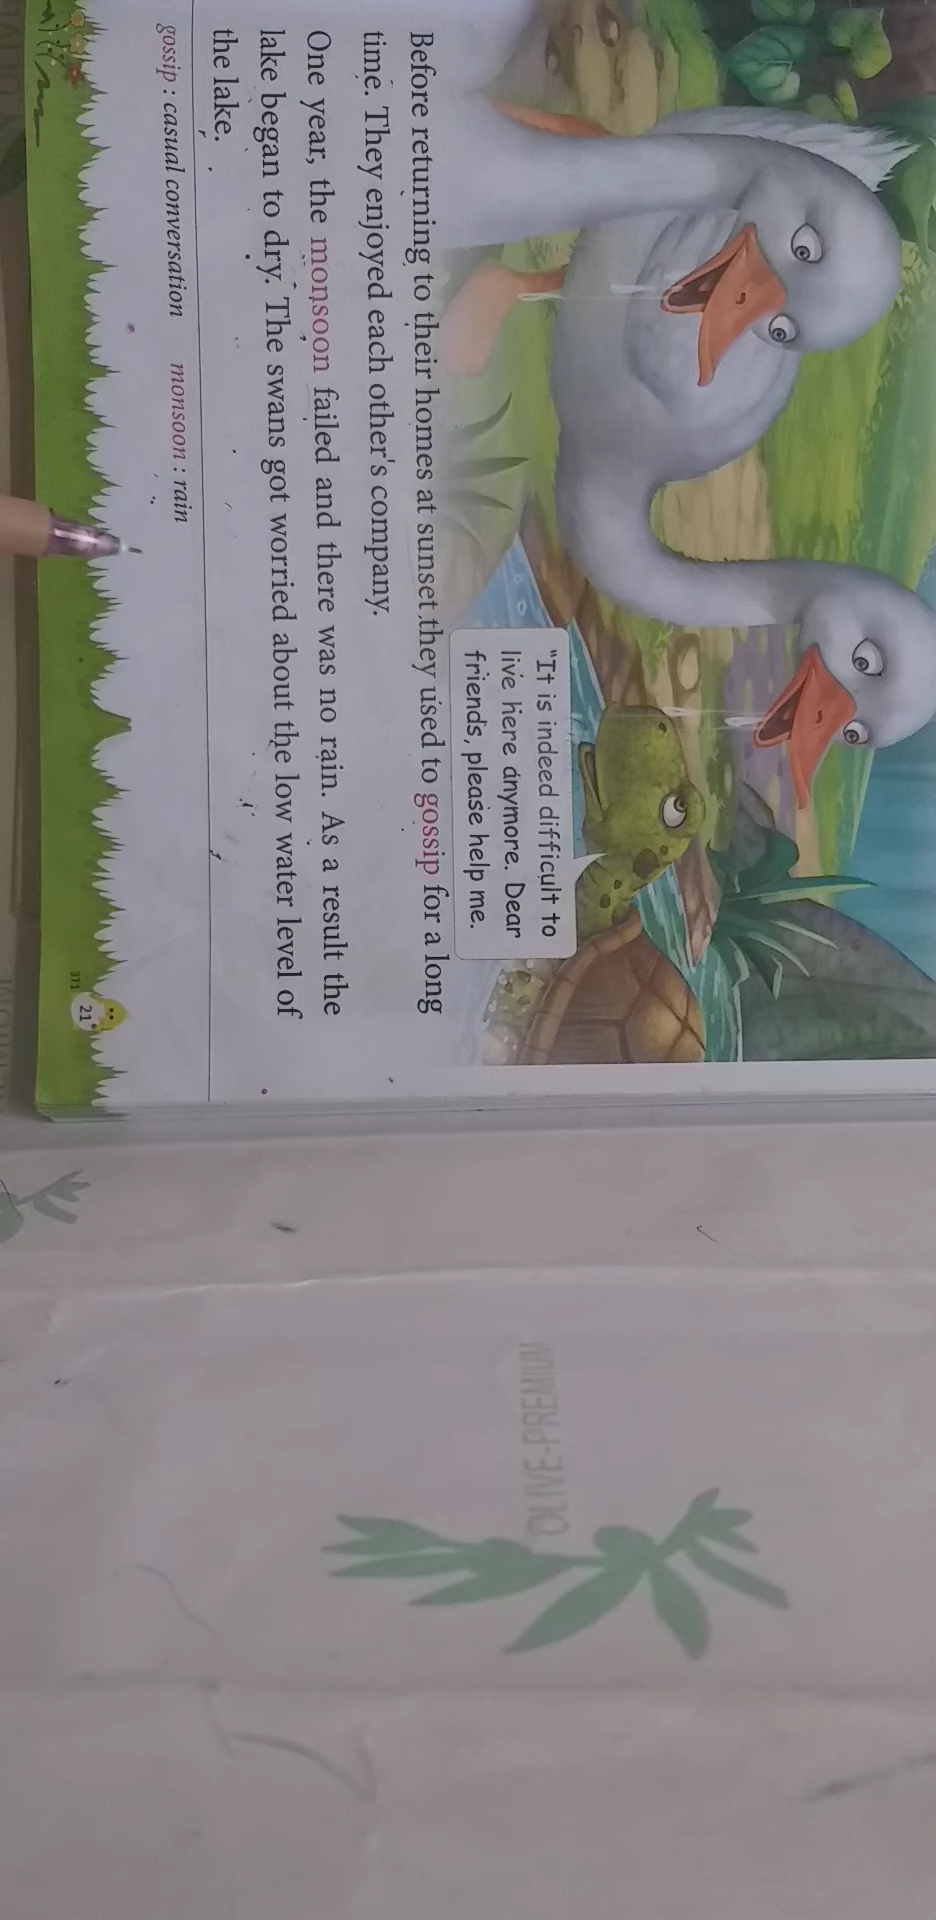 "It is indeed difficult to
live here anymore. Dear
friends, please help me.
Before returning to their homes at sunset,they used to gossip for a long
time. They enjoyed each other's company.
One year, the monsoon failed and there was no rain. As a result the
lake began to dry. The swans got worried about the low water level of
the lake.
gossip : casual conversation monsoon : rain
21
371
OLIVE-PREMIUM